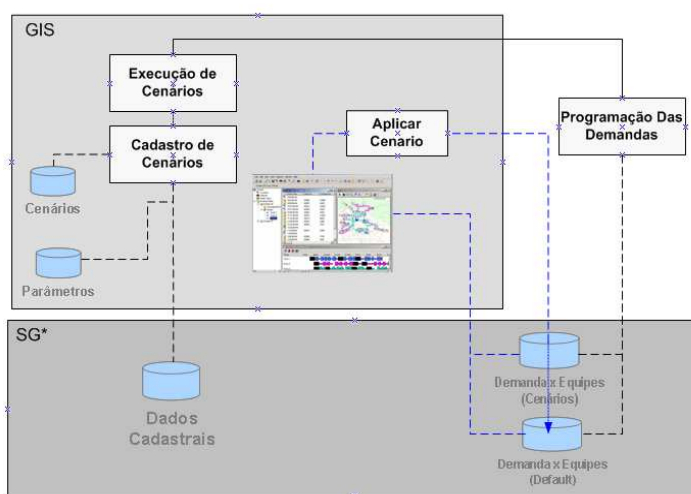 GIS
Execução de
Cenários
Cadastro de
Cenários
Aplicar
Cenario
Programação Das
Demandas
Cenários
Parâmetros
SG*
Dados
Cadastrais
Demanda x Equipes
(Cenários)
Demanda x Equipes
(Default)